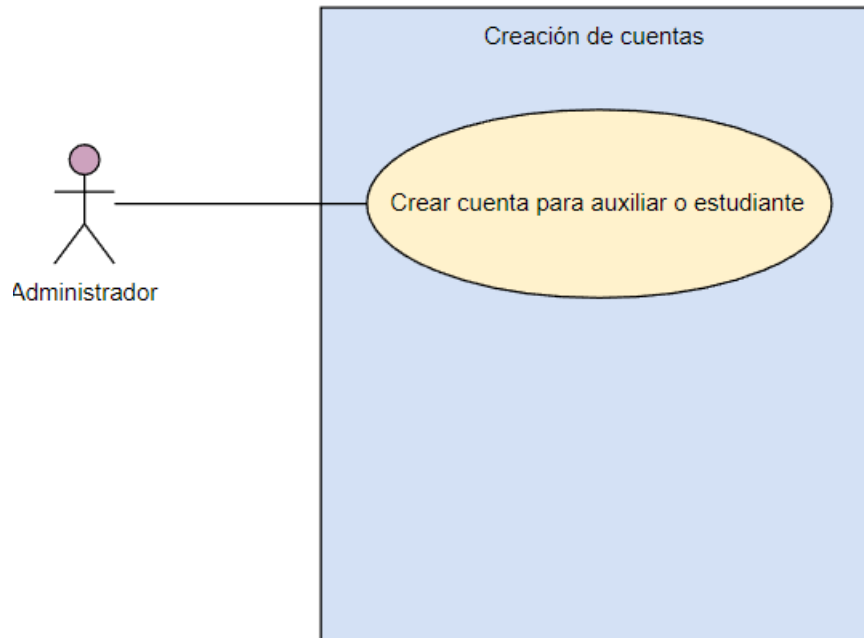 Creación de cuentas
Crear cuenta para auxiliar o estudiante
Administrador